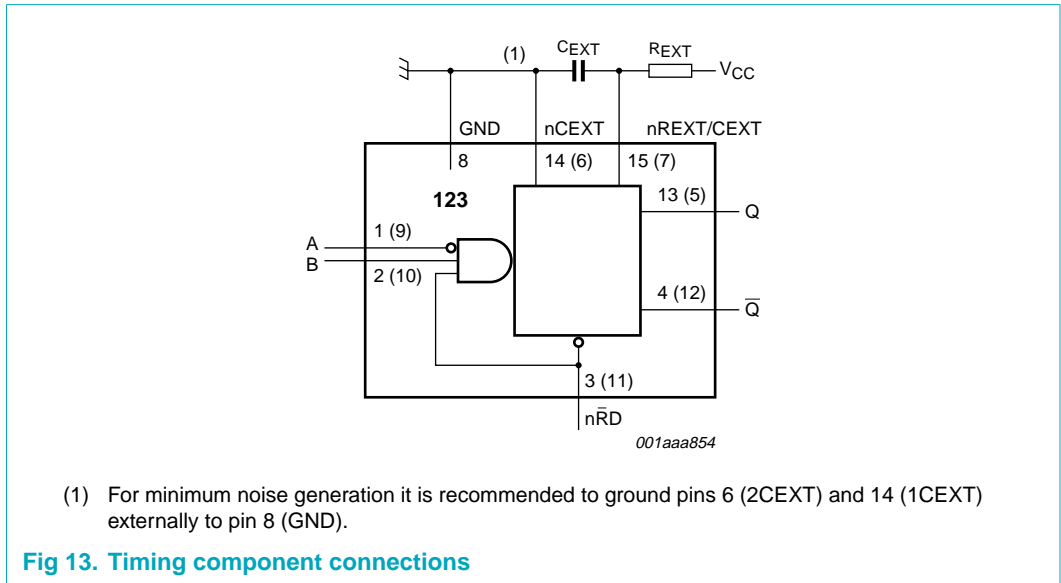 (1) CEXT REXT
VCC
GND nCEXT nREXT/CEXT
8 14 (6) 15 (7)
123 13 (5)
Q
1 (9)
A
B
2 (10)
4 (12)
Q̅
3 (11)
nR̅D
001aaa854
(1) For minimum noise generation it is recommended to ground pins 6 (2CEXT) and 14 (1CEXT)
externally to pin 8 (GND).
Fig 13. Timing component connections